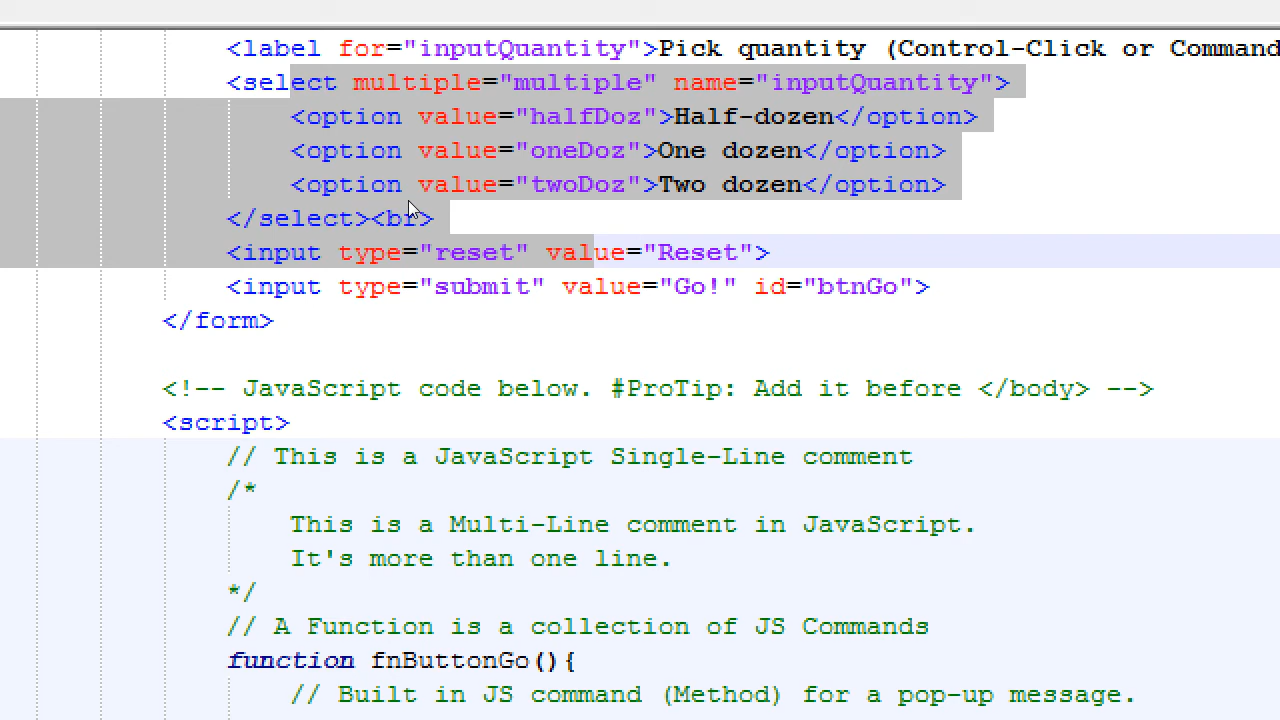 <label for="inputQuantity">Pick quantity (Control-Click or Command
<select multiple="multiple" name="inputQuantity">
<option value="halfDoz">Half-dozen</option>
<option value="oneDoz">One dozen</option>
<option value="twoDoz">Two dozen</option>
</select><br>
<input type="reset" value="Reset">
<input type="submit" value="Go!" id="btnGo">
</form>
<!-- JavaScript code below. #ProTip: Add it before </body> -->
<script>
// This is a JavaScript Single-Line comment
/*
This is a Multi-Line comment in JavaScript.
It's more than one line.
*/
// A Function is a collection of JS Commands
function fnButtonGo(){
// Built in JS command (Method) for a pop-up message.